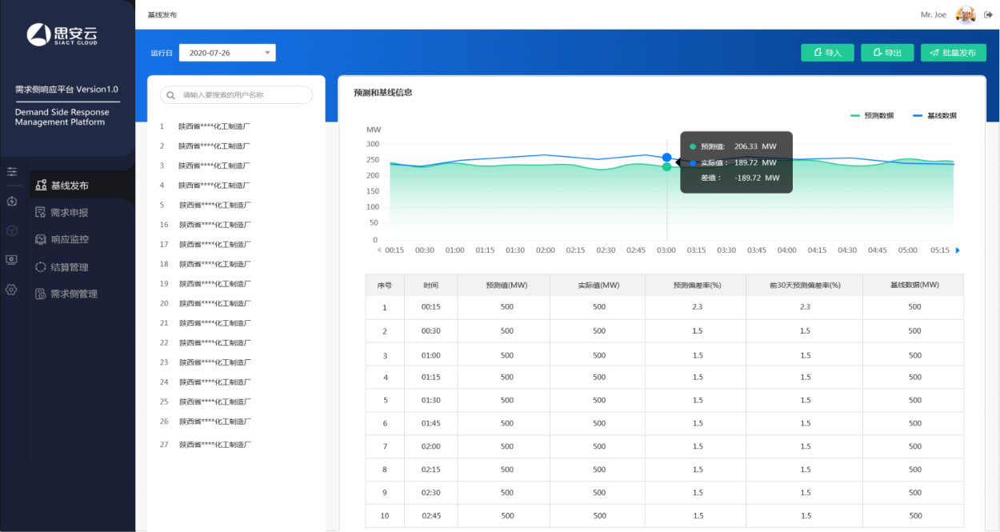 思安云
SIACT CLOUD
需求侧响应平台 Version1.0
Demand Side Response
Management Platform
基线发布
需求申报
响应监控
结算管理
需求侧管理
基线发布
Mr. Joe
运行日 2020-07-26
导入 导出 批量发布
请输入要搜索的用户名称
1 陕西省****化工制造厂
2 陕西省****化工制造厂
3 陕西省****化工制造厂
4 陕西省****化工制造厂
5 陕西省****化工制造厂
16 陕西省****化工制造厂
17 陕西省****化工制造厂
18 陕西省****化工制造厂
19 陕西省****化工制造厂
20 陕西省****化工制造厂
21 陕西省****化工制造厂
22 陕西省****化工制造厂
23 陕西省****化工制造厂
24 陕西省****化工制造厂
25 陕西省****化工制造厂
26 陕西省****化工制造厂
27 陕西省****化工制造厂
预测和基线信息
预测数据 基线数据
MW
300
250
200
150
100
50
0
预测值: 206.33 MW
实际值: 189.72 MW
差值: -189.72 MW
00:15 00:30 01:00 01:15 01:30 02:00 02:15 02:30 02:45 03:00 03:15 03:30 03:45 04:00 04:15 04:30 04:45 05:00 05:15
序号 时间 预测值(MW) 实际值(MW) 预测偏差率(%) 前30天预测偏差率(%) 基线数据(MW)
1 00:15 500 500 2.3 2.3 500
2 00:30 500 500 1.5 1.5 500
3 01:00 500 500 1.5 1.5 500
4 01:15 500 500 1.5 1.5 500
5 01:30 500 500 1.5 1.5 500
6 01:45 500 500 1.5 1.5 500
7 02:00 500 500 1.5 1.5 500
8 02:15 500 500 1.5 1.5 500
9 02:30 500 500 1.5 1.5 500
10 02:45 500 500 1.5 1.5 500